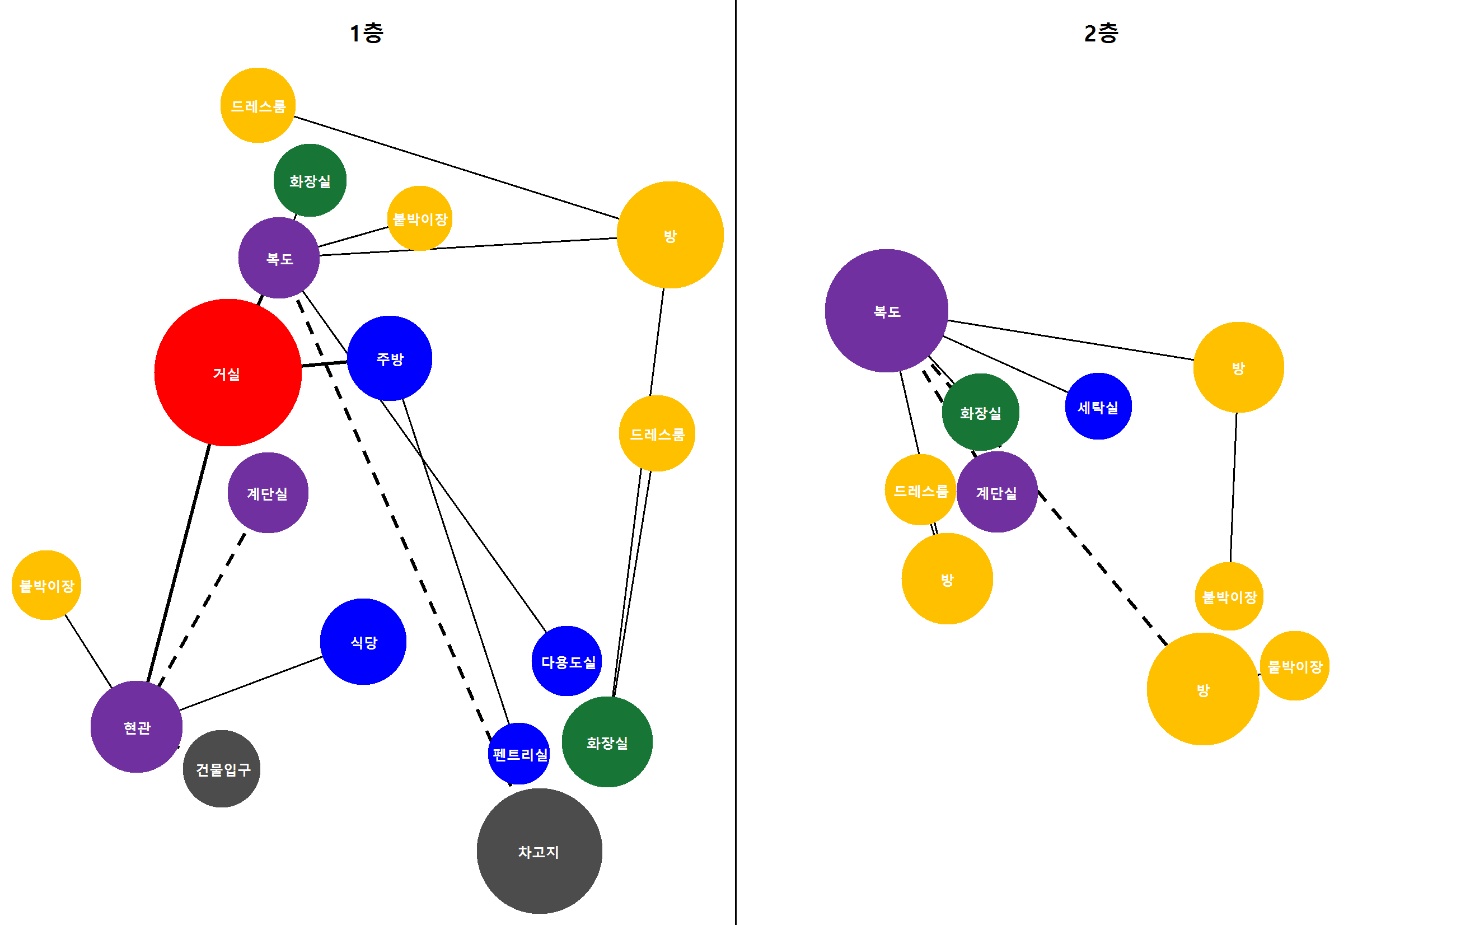 1층
드레스룸
화장실
붙박이장
복도
방
거실
주방
드레스룸
계단실
붙박이장
식당
다용도실
현관
건물입구
펜트리실
화장실
차고지
2층
복도
방
화장실
세탁실
드레스룸
계단실
방
붙박이장
방
붙박이장